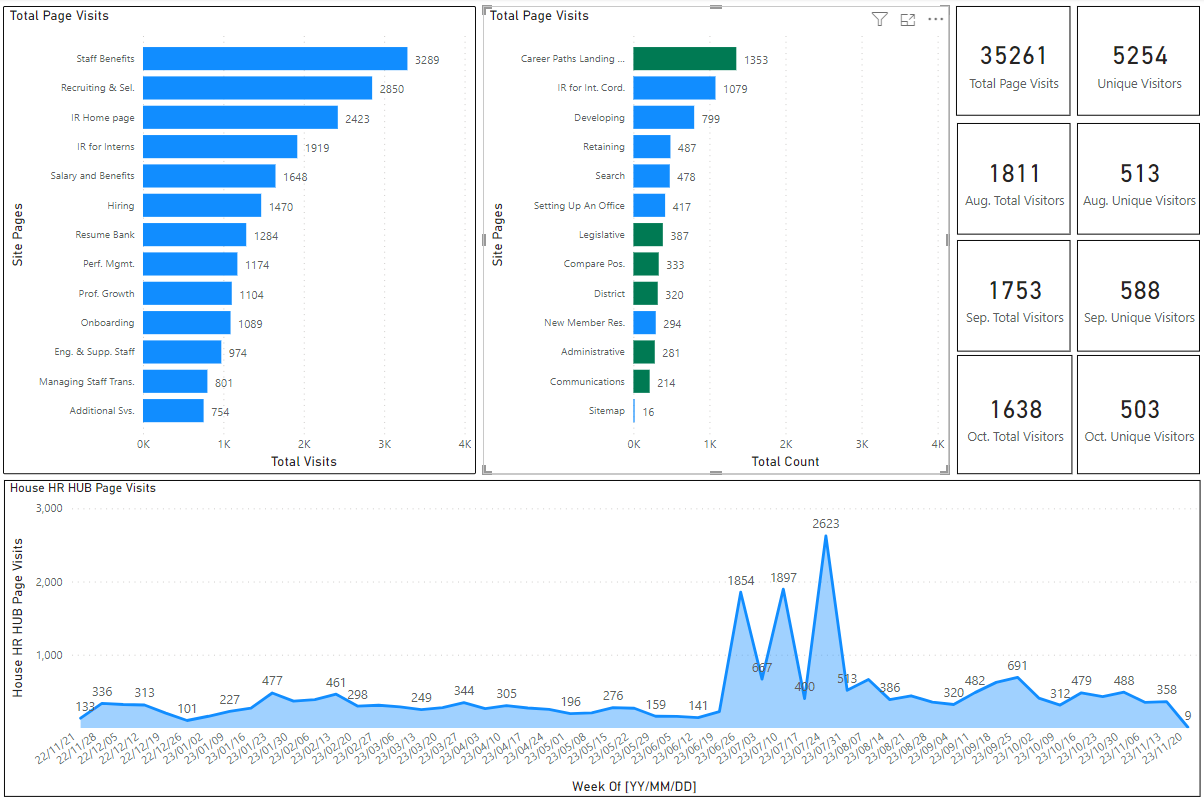 Total Page Visits
Staff Benefits 3289
Recruiting & Sel. 2850
IR Home page 2423
IR for Interns 1919
Salary and Benefits 1648
Hiring 1470
Resume Bank 1284
Perf. Mgmt. 1174
Prof. Growth 1104
Onboarding 1089
Eng. & Supp. Staff 974
Managing Staff Trans. 801
Additional Svs. 754
Site Pages
0K 1K 2K 3K 4K
Total Visits
Total Page Visits
Career Paths Landing ... 1353
IR for Int. Cord. 1079
Developing 799
Retaining 487
Search 478
Setting Up An Office 417
Legislative 387
Compare Pos. 333
District 320
New Member Res. 294
Administrative 281
Communications 214
Sitemap 16
Site Pages
0K 1K 2K 3K 4K
Total Count
35261
Total Page Visits
5254
Unique Visitors
1811
Aug. Total Visitors
513
Aug. Unique Visitors
1753
Sep. Total Visitors
588
Sep. Unique Visitors
1638
Oct. Total Visitors
503
Oct. Unique Visitors
House HR HUB Page Visits
House HR HUB Page Visits
3,000
2,000
1,000
133 336 313 101 227 477 461 298 249 344 305 196 276 159 141 1854 667 1897 400 2623 513 386 320 482 691 312 479 488 358 9
22/11/21 22/11/28 22/12/05 22/12/12 22/12/19 22/12/26 23/01/02 23/01/09 23/01/16 23/01/23 23/01/30 23/02/06 23/02/13 23/02/20 23/02/27 23/03/06 23/03/13 23/03/20 23/03/27 23/04/03 23/04/10 23/04/17 23/04/24 23/05/01 23/05/08 23/05/15 23/05/22 23/05/29 23/06/05 23/06/12 23/06/19 23/06/26 23/07/03 23/07/10 23/07/17 23/07/24 23/07/31 23/08/07 23/08/14 23/08/21 23/08/28 23/09/04 23/09/11 23/09/18 23/09/25 23/10/02 23/10/09 23/10/16 23/10/23 23/10/30 23/11/06 23/11/13 23/11/20
Week Of [YY/MM/DD]